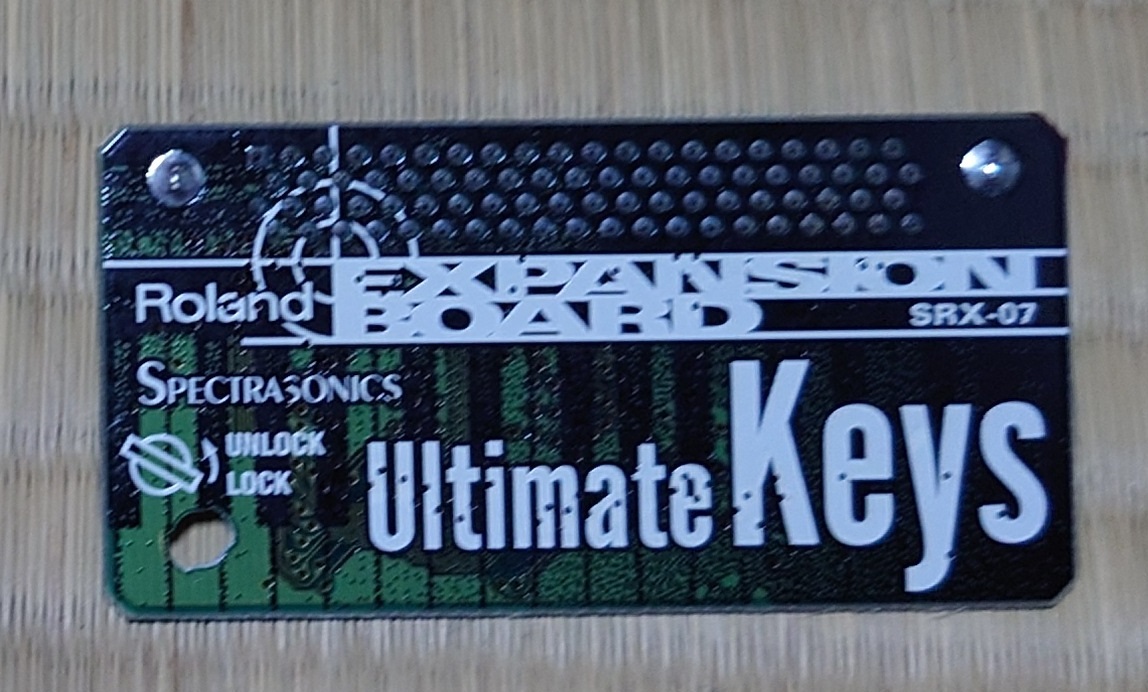 EXPANSION
Roland BOARD SRX-07
SPECTRASONICS
UNLOCK
LOCK
Ultimate Keys